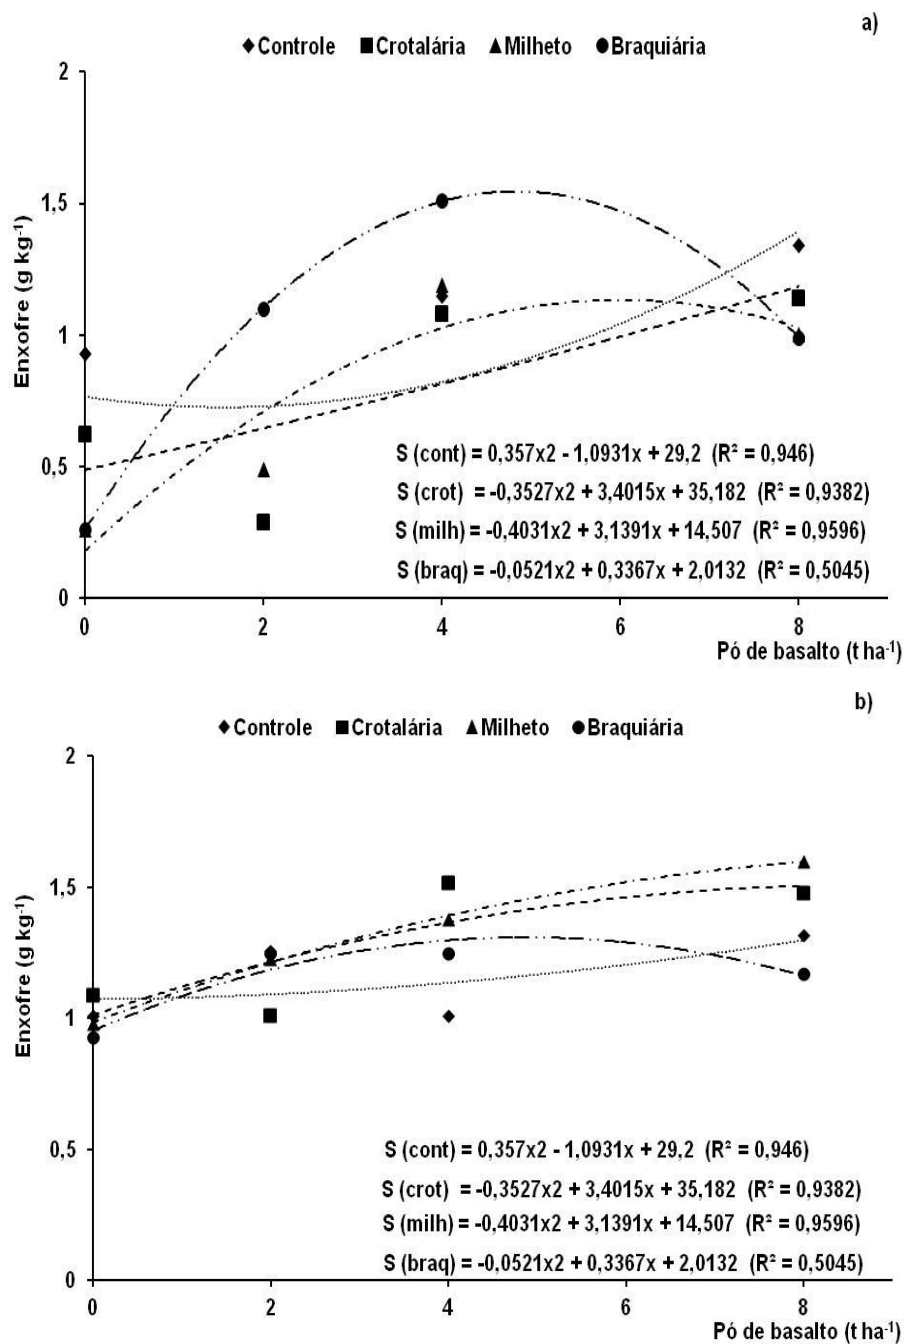 a)
Controle Crotalária Milheto Braquiária
2
1,5
1
0,5
0
Enxofre (g kg-1)
S (cont) = 0,357x2 - 1,0931x + 29,2 (R² = 0,946)
S (crot) = -0,3527x2 + 3,4015x + 35,182 (R² = 0,9382)
S (milh) = -0,4031x2 + 3,1391x + 14,507 (R² = 0,9596)
S (braq) = -0,0521x2 + 0,3367x + 2,0132 (R² = 0,5045)
0 2 4 6 8
Pó de basalto (t ha-1)
b)
Controle Crotalária Milheto Braquiária
2
1,5
1
0,5
0
Enxofre (g kg-1)
S (cont) = 0,357x2 - 1,0931x + 29,2 (R² = 0,946)
S (crot) = -0,3527x2 + 3,4015x + 35,182 (R² = 0,9382)
S (milh) = -0,4031x2 + 3,1391x + 14,507 (R² = 0,9596)
S (braq) = -0,0521x2 + 0,3367x + 2,0132 (R² = 0,5045)
0 2 4 6 8
Pó de basalto (t ha-1)